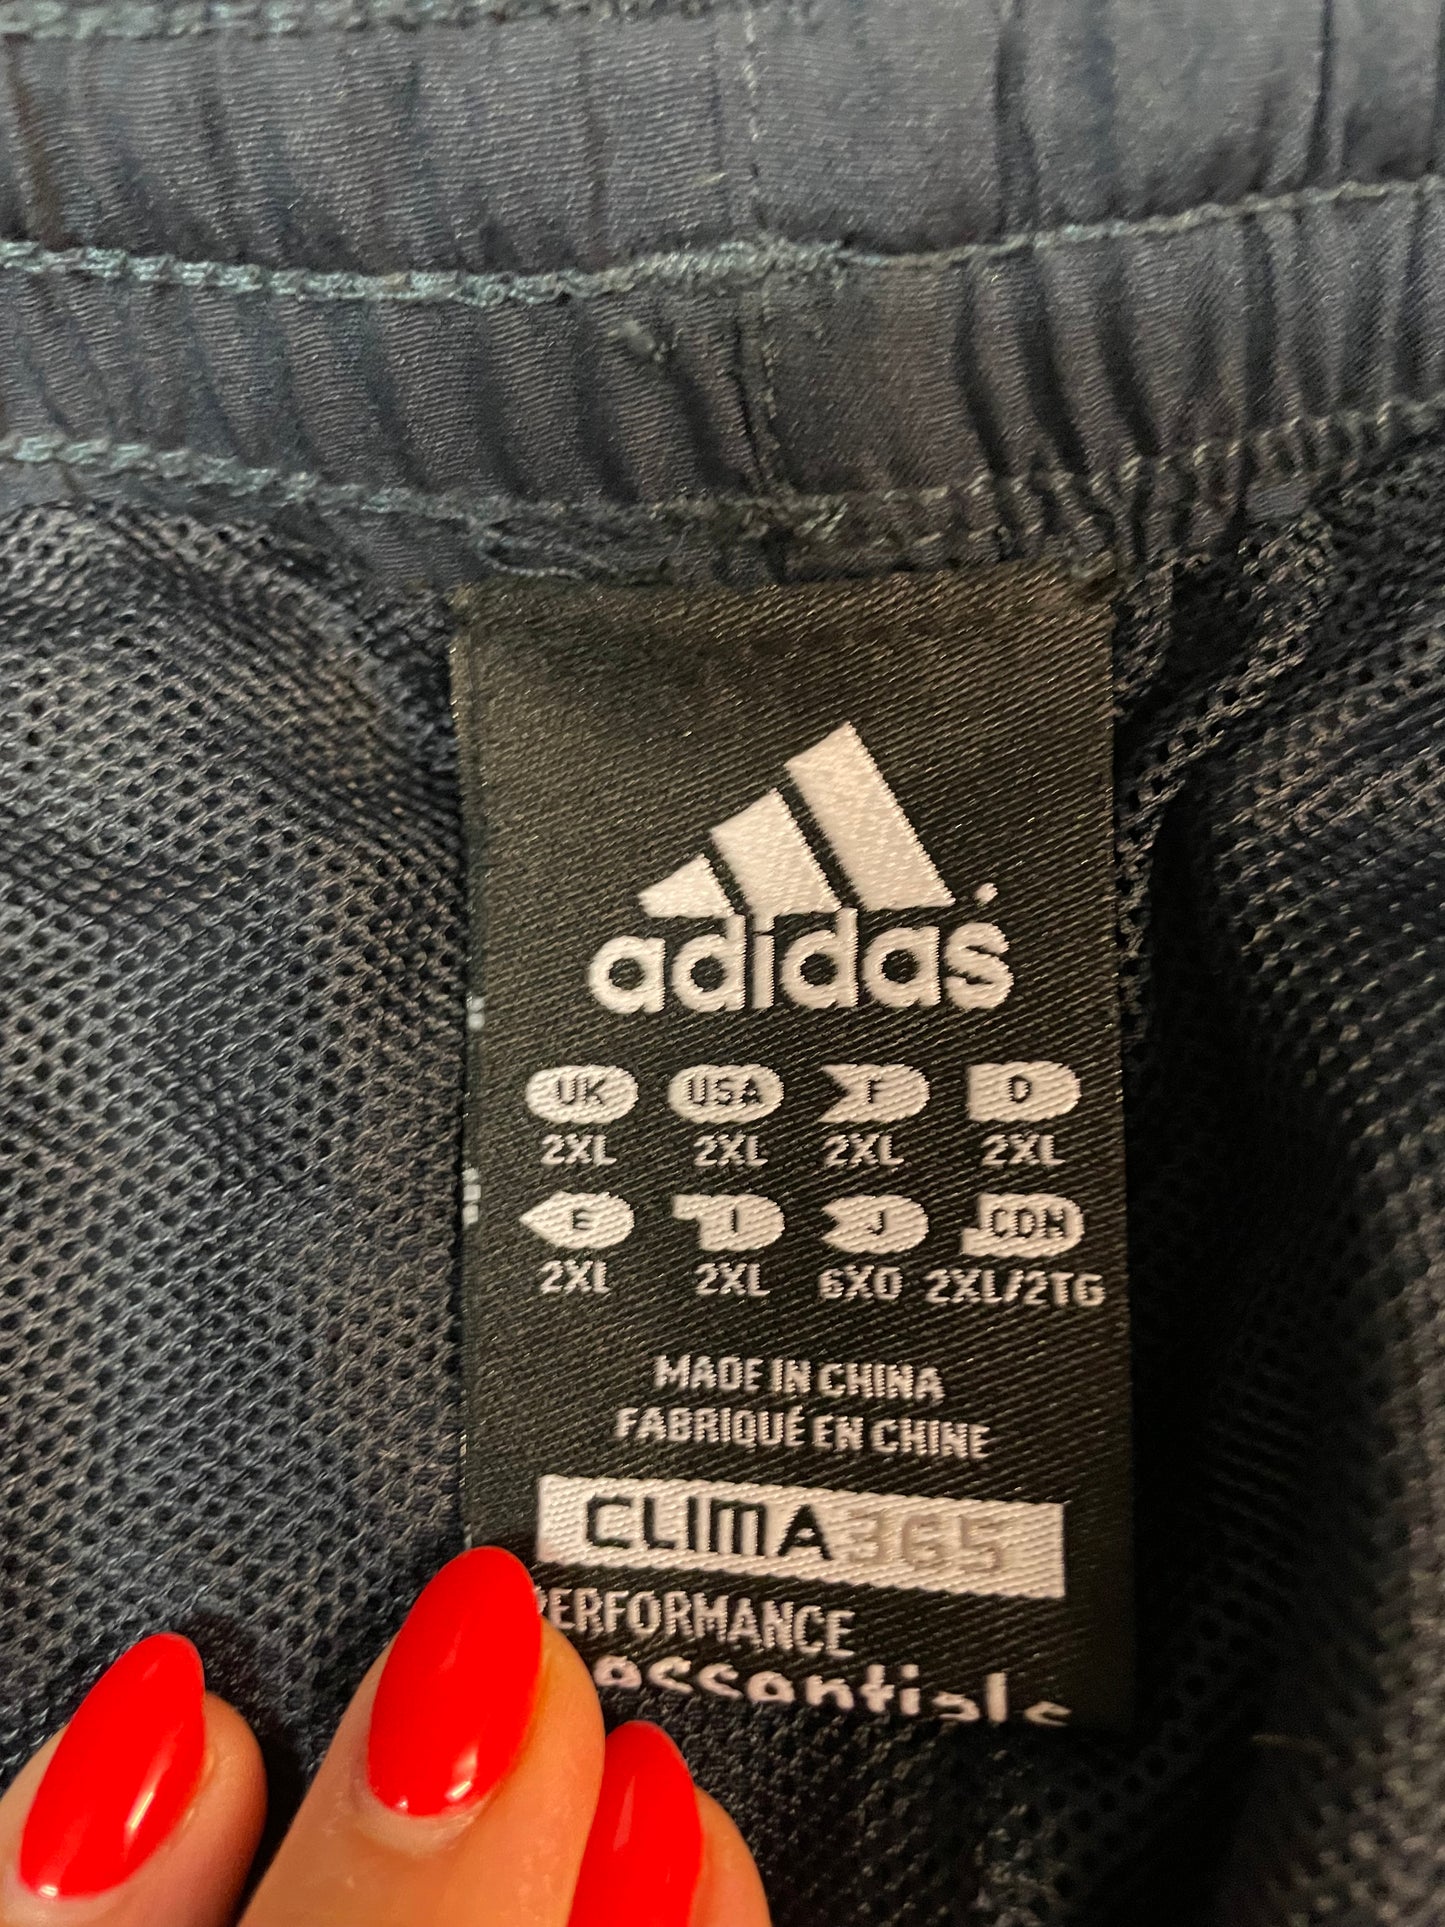 adidas
UK USA F D
2XL 2XL 2XL 2XL
E I J CDN
2XL 2XL 6XO 2XL/2TG
MADE IN CHINA
FABRIQUÉ EN CHINE
CLIMA365
PERFORMANCE
essentials